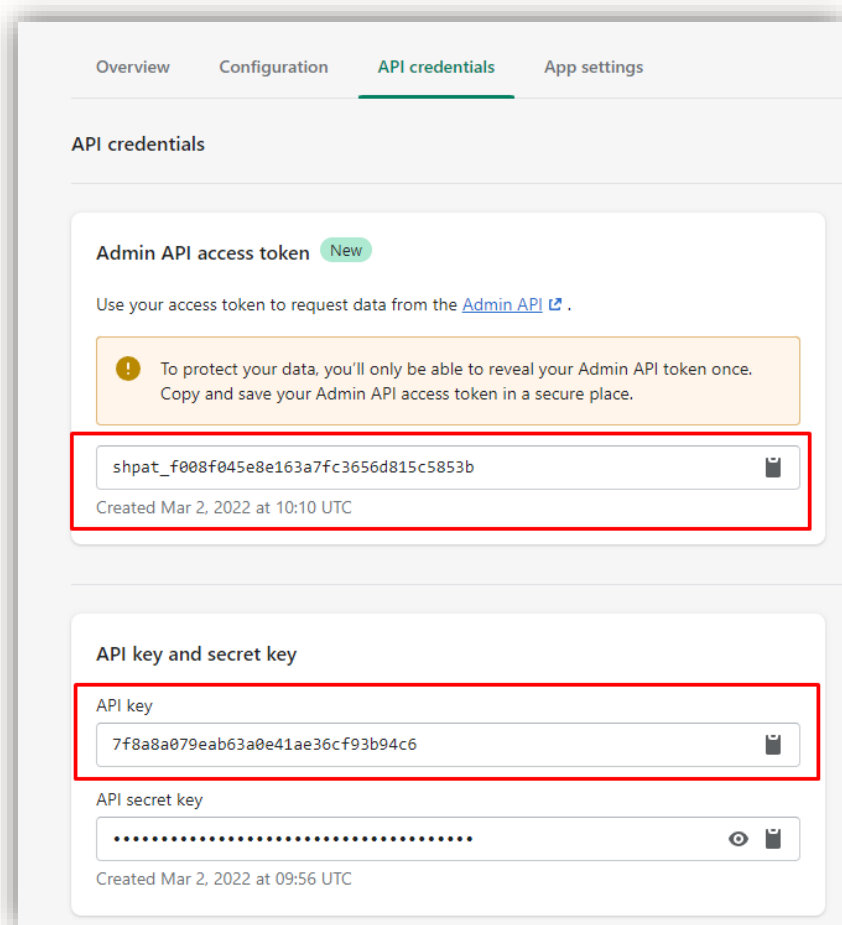 Overview Configuration API credentials App settings
API credentials
Admin API access token New
Use your access token to request data from the Admin API .
To protect your data, you'll only be able to reveal your Admin API token once.
Copy and save your Admin API access token in a secure place.
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
Created Mar 2, 2022 at 10:10 UTC
API key and secret key
API key
7f8a8a079eab63a0e41ae36cf93b94c6
API secret key
••••••••••••••••••••••••••••••••••••••
Created Mar 2, 2022 at 09:56 UTC